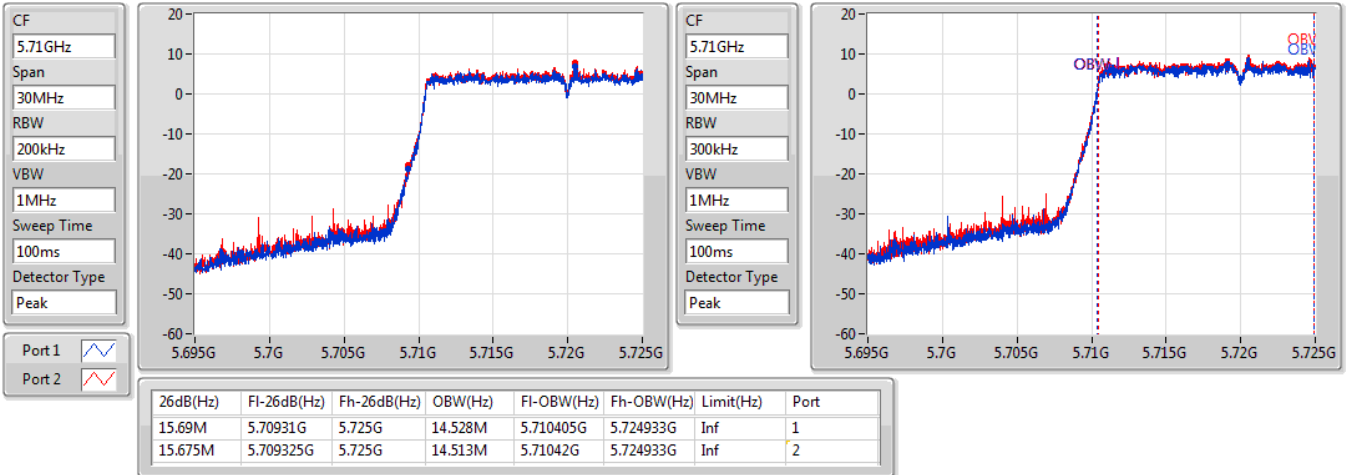 CF
5.71GHz
Span
30MHz
RBW
200kHz
VBW
1MHz
Sweep Time
100ms
Detector Type
Peak
20
10
0
-10
-20
-30
-40
-50
-60
5.695G 5.7G 5.705G 5.71G 5.715G 5.72G 5.725G
CF
5.71GHz
Span
30MHz
RBW
300kHz
VBW
1MHz
Sweep Time
100ms
Detector Type
Peak
20
10
0
-10
-20
-30
-40
-50
-60
OBW
OBV
OBV
5.695G 5.7G 5.705G 5.71G 5.715G 5.72G 5.725G
Port 1
Port 2
26dB(Hz) Fl-26dB(Hz) Fh-26dB(Hz) OBW(Hz) Fl-OBW(Hz) Fh-OBW(Hz) Limit(Hz) Port
15.69M 5.70931G 5.725G 14.528M 5.710405G 5.724933G Inf 1
15.675M 5.709325G 5.725G 14.513M 5.71042G 5.724933G Inf 2